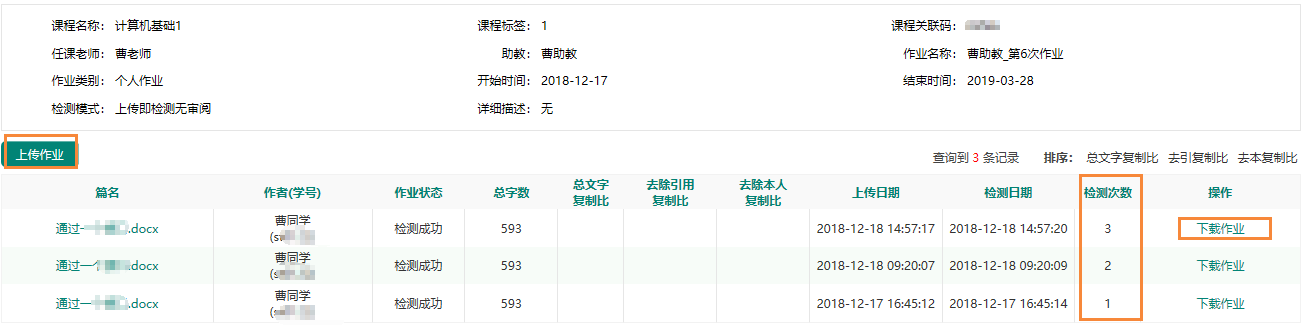 课程名称: 计算机基础1 课程标签: 1 课程关联码:
任课老师: 曹老师 助教: 曹助教 作业名称: 曹助教_第6次作业
作业类别: 个人作业 开始时间: 2018-12-17 结束时间: 2019-03-28
检测模式: 上传即检测无审阅 详细描述: 无
上传作业
查询到 3 条记录 排序: 总文字复制比 去引复制比 去本复制比
篇名 作者(学号) 作业状态 总字数 总文字复制比 去除引用复制比 去除本人复制比 上传日期 检测日期 检测次数 操作
通过一 .docx 曹同学 检测成功 593 2018-12-18 14:57:17 2018-12-18 14:57:20 3 下载作业
通过一个 .docx 曹同学 检测成功 593 2018-12-18 09:20:07 2018-12-18 09:20:09 2 下载作业
通过一 .docx 曹同学 检测成功 593 2018-12-17 16:45:12 2018-12-17 16:45:14 1 下载作业